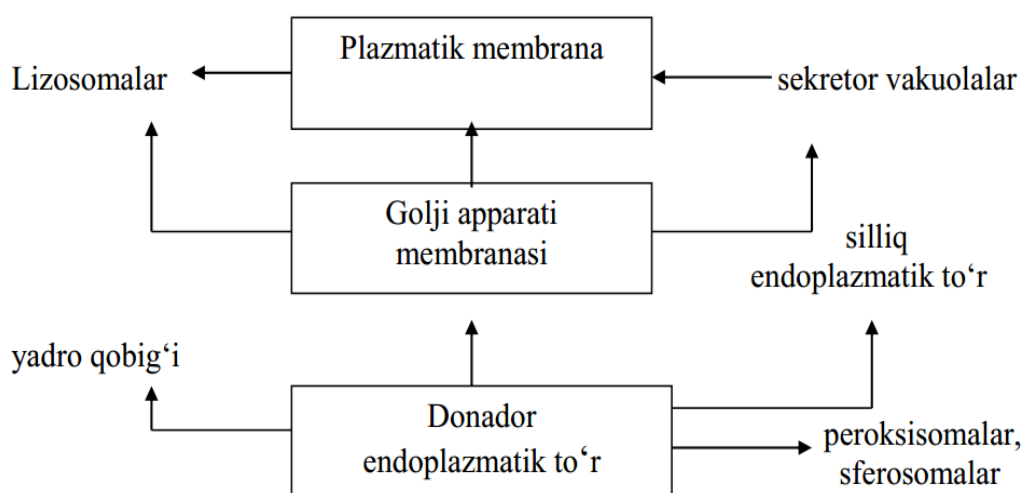 Plazmatik membrana
Lizosomalar
sekretor vakuolalar
Golji apparati
membranasi
silliq
endoplazmatik to‘r
yadro qobig‘i
Donador
endoplazmatik to‘r
peroksisomalar,
sferosomalar